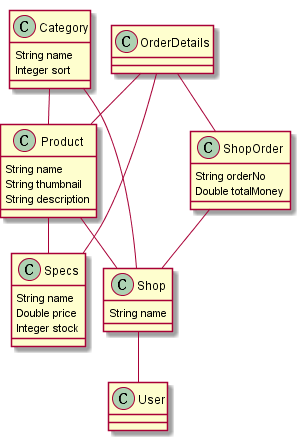 C Category
String name
Integer sort
C OrderDetails
C Product
String name
String thumbnail
String description
C ShopOrder
String orderNo
Double totalMoney
C Specs
String name
Double price
Integer stock
C Shop
String name
C User